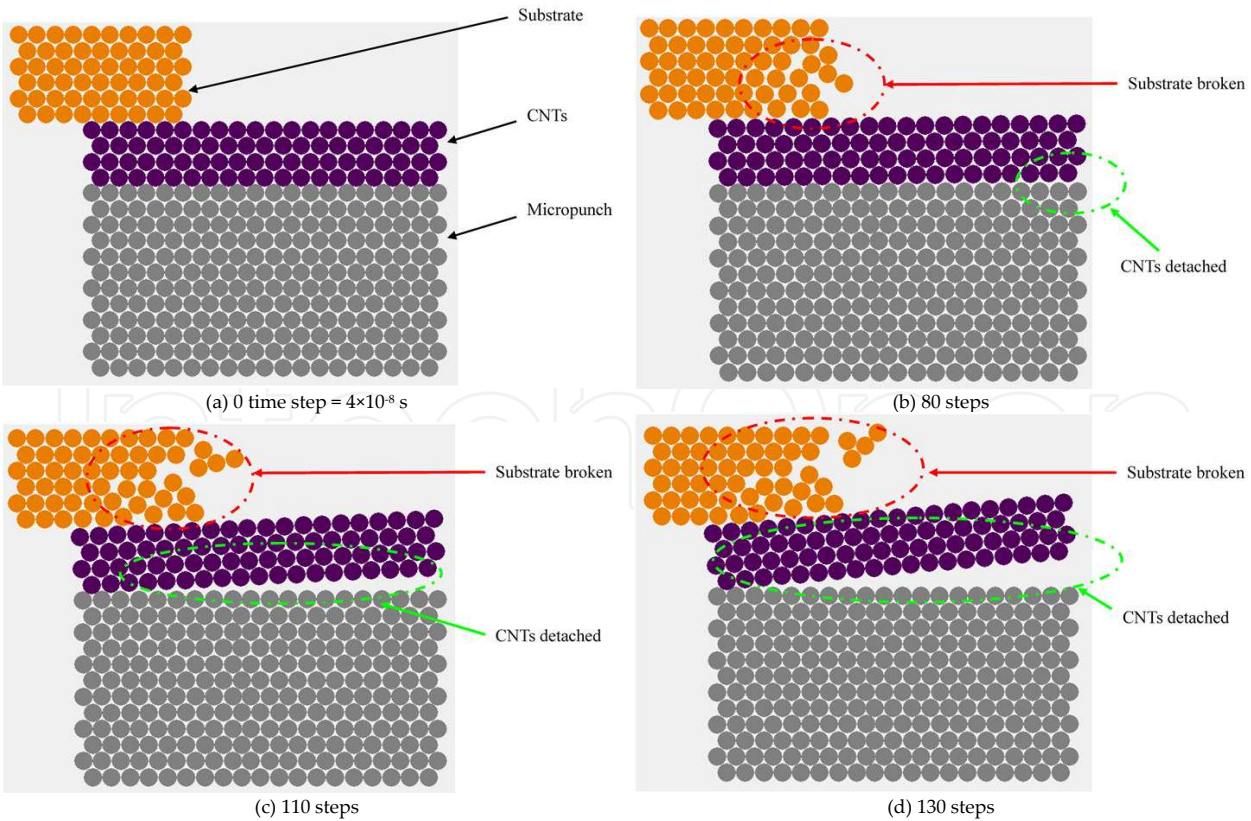 Substrate
CNTs
Micropunch
(a) 0 time step = 4×10⁻⁸ s
Substrate broken
CNTs detached
(b) 80 steps
Substrate broken
CNTs detached
(c) 110 steps
Substrate broken
CNTs detached
(d) 130 steps